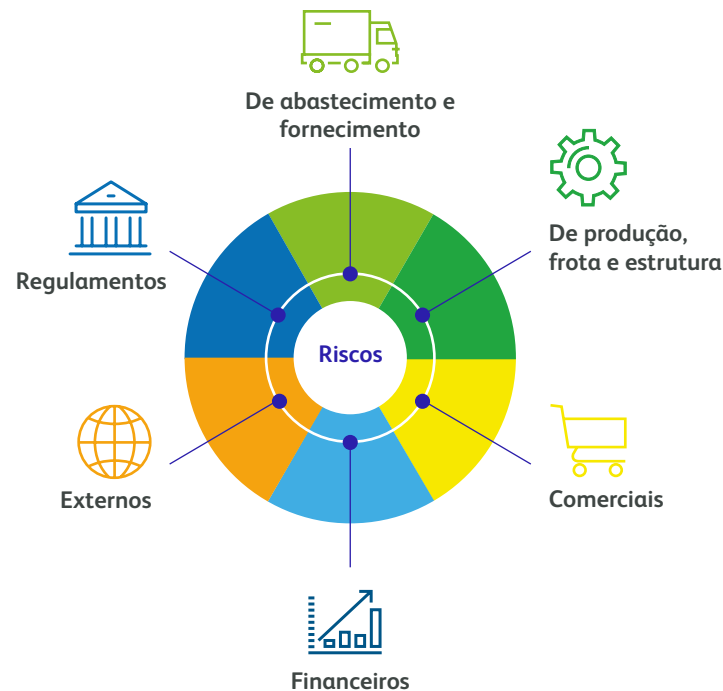 De abastecimento e
fornecimento
De produção,
frota e estrutura
Regulamentos
Riscos
Externos
Comerciais
Financeiros